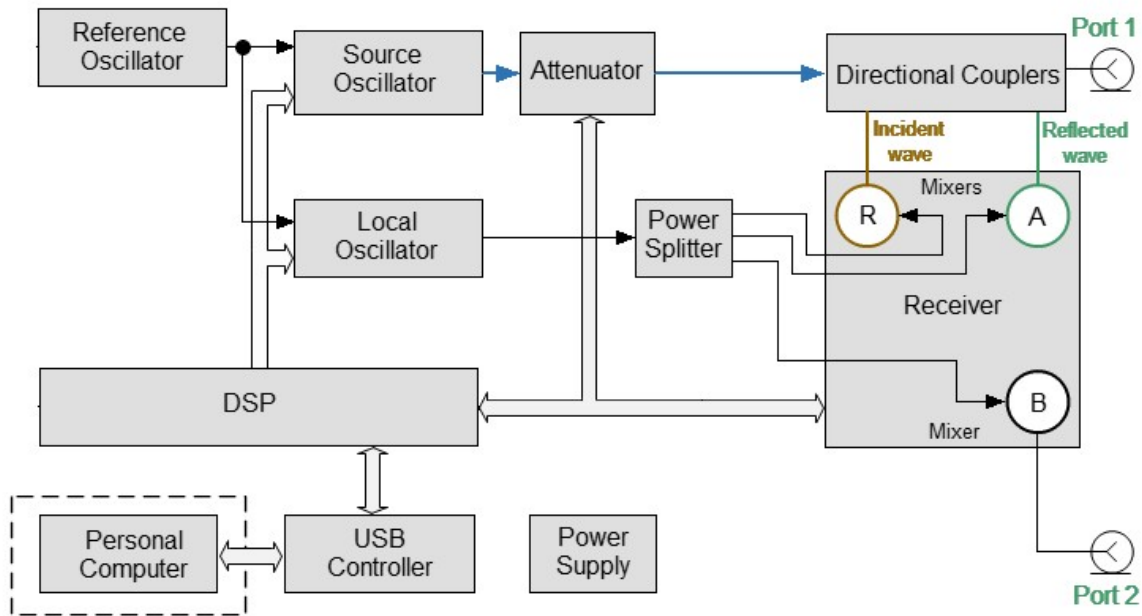 Reference
Oscillator
Source
Oscillator
Attenuator
Directional Couplers
Port 1
Incident
wave
Reflected
wave
Mixers
R
A
Local
Oscillator
Power
Splitter
Receiver
DSP
B
Mixer
Personal
Computer
USB
Controller
Power
Supply
Port 2